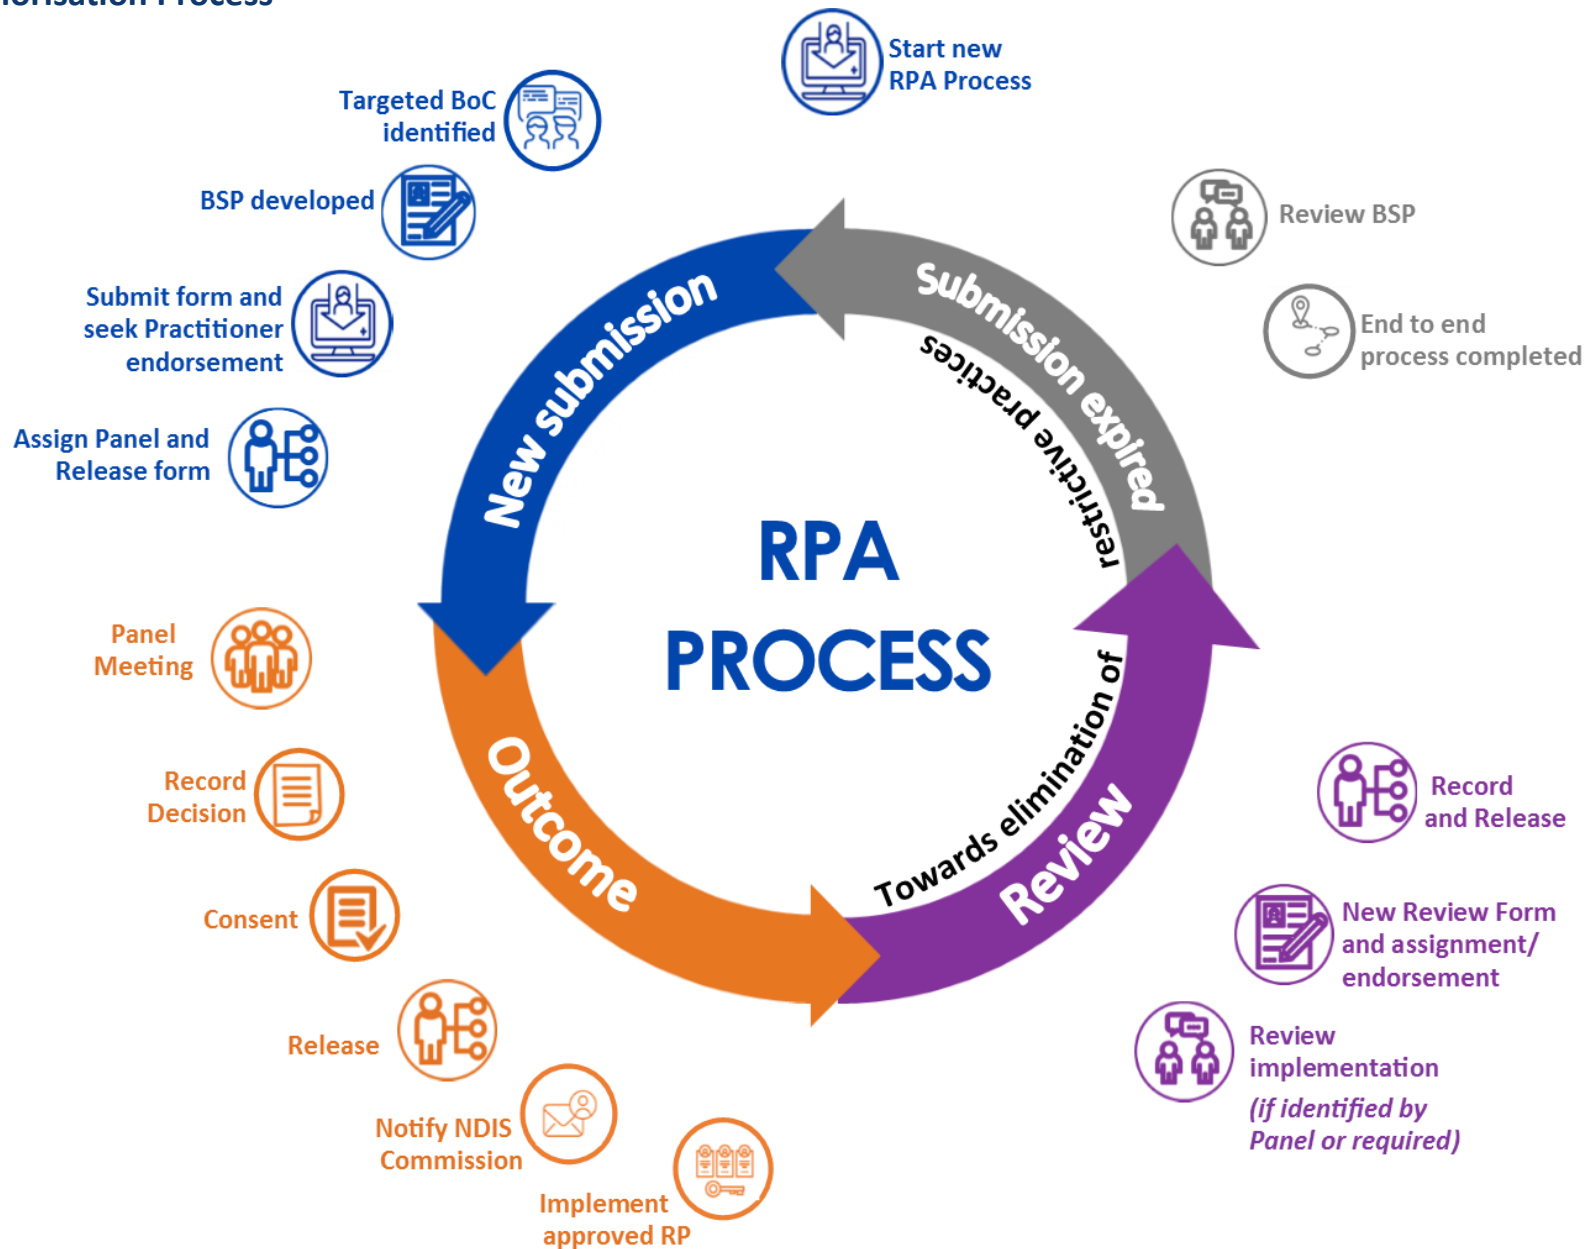 Start new
RPA Process
Targeted BoC
identified
BSP developed
Submit form and
seek Practitioner
endorsement
Assign Panel and
Release form
Panel
Meeting
Record
Decision
Consent
Release
Notify NDIS
Commission
Implement
approved RP
Review
implementation
(if identified by
Panel or required)
New Review Form
and assignment/
endorsement
Record
and Release
End to end
process completed
Review BSP
New submission
Outcome
Review
Submission expired
Towards elimination of
restrictive practices
RPA
PROCESS